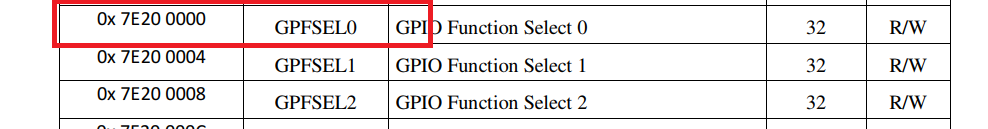 0x 7E20 0000 GPFSEL0 GPIO Function Select 0 32 R/W
0x 7E20 0004 GPFSEL1 GPIO Function Select 1 32 R/W
0x 7E20 0008 GPFSEL2 GPIO Function Select 2 32 R/W